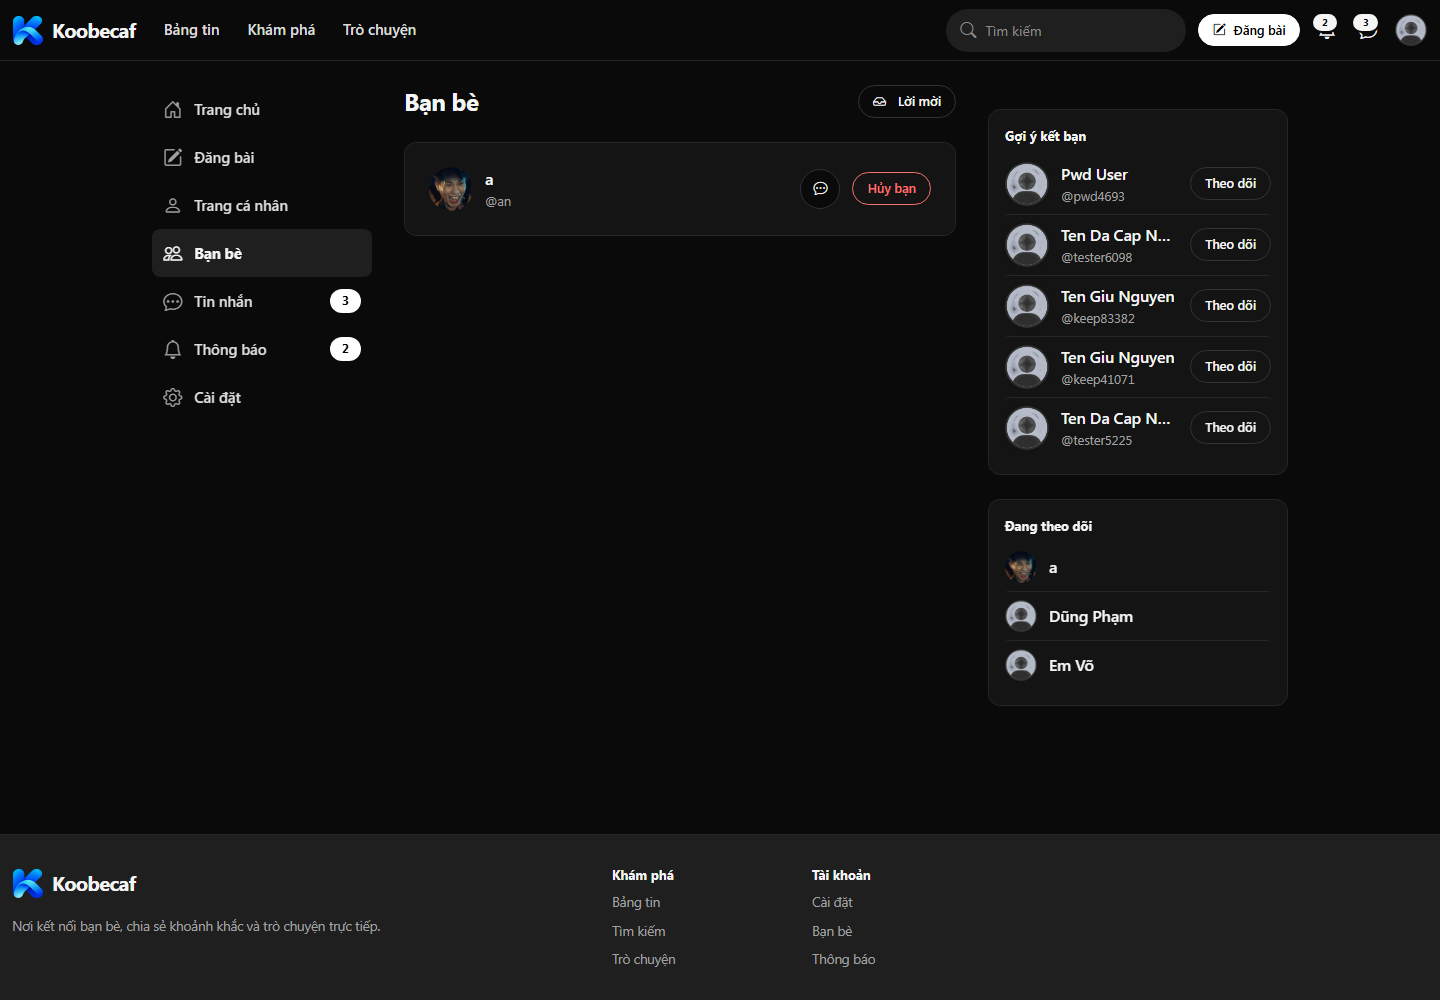 Koobecaf
Bảng tin
Khám phá
Trò chuyện
Tìm kiếm
Đăng bài
2
3
Trang chủ
Đăng bài
Trang cá nhân
Bạn bè
Tin nhắn
3
Thông báo
2
Cài đặt
Bạn bè
Lời mời
a
@an
Hủy bạn
Gợi ý kết bạn
Pwd User
@pwd4693
Theo dõi
Ten Da Cap N...
@tester6098
Theo dõi
Ten Giu Nguyen
@keep83382
Theo dõi
Ten Giu Nguyen
@keep41071
Theo dõi
Ten Da Cap N...
@tester5225
Theo dõi
Đang theo dõi
a
Dũng Phạm
Em Võ
Koobecaf
Nơi kết nối bạn bè, chia sẻ khoảnh khắc và trò chuyện trực tiếp.
Khám phá
Bảng tin
Tìm kiếm
Trò chuyện
Tài khoản
Cài đặt
Bạn bè
Thông báo